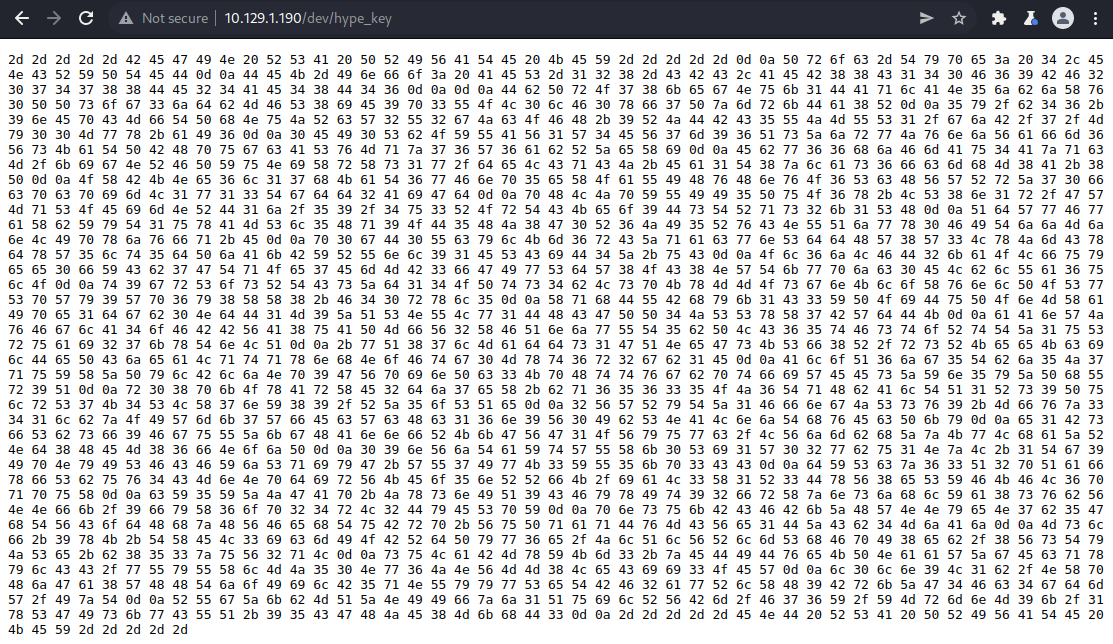 Not secure | 10.129.1.190/dev/hype_key
2d 2d 2d 2d 2d 42 45 47 49 4e 20 52 53 41 20 50 52 49 56 41 54 45 20 4b 45 59 2d 2d 2d 2d 2d 0d 0a 50 72 6f 63 2d 54 79 70 65 3a 20 34 2c 45
4e 43 52 59 50 54 45 44 0d 0a 44 45 4b 2d 49 6e 66 6f 3a 20 41 45 53 2d 31 32 38 2d 43 42 43 2c 41 45 42 38 38 43 31 34 30 46 36 39 42 46 32
30 37 34 37 38 38 44 45 32 34 41 45 34 38 44 34 36 0d 0a 0d 0a 44 62 50 72 4f 37 38 6b 65 67 4e 75 6b 31 44 41 71 6c 41 4e 35 6a 62 6a 58 76
30 50 50 73 6f 67 33 6a 64 62 4d 46 53 38 69 45 39 70 33 55 4f 4c 30 6c 46 30 78 66 37 50 7a 6d 72 6b 44 61 38 52 0d 0a 35 79 2f 62 34 36 2b
39 6e 45 70 43 4d 66 54 50 68 4e 75 4a 52 63 57 32 55 32 67 4a 63 4f 46 48 2b 39 52 4a 44 42 43 35 55 4a 4d 55 53 31 2f 67 6a 42 2f 37 2f 4d
79 30 30 4d 77 78 2b 61 49 36 0d 0a 30 45 49 30 53 62 4f 59 55 41 56 31 57 34 45 56 37 6d 39 36 51 73 5a 6a 72 77 4a 76 6e 6a 56 61 66 6d 36
56 73 4b 61 54 50 42 48 70 75 67 63 41 53 76 4d 71 7a 37 36 57 36 61 62 52 5a 65 58 69 0d 0a 45 62 77 36 36 68 6a 46 6d 41 75 34 41 7a 71 63
4d 2f 6b 69 67 4e 52 46 50 59 75 4e 69 58 72 58 73 31 77 2f 64 65 4c 43 71 43 4a 2b 45 61 31 54 38 7a 6c 61 73 36 66 63 6d 68 4d 38 41 2b 38
50 0d 0a 4f 58 42 4b 4e 65 36 6c 31 37 68 4b 61 54 36 77 46 6e 70 35 65 58 4f 61 55 49 48 76 48 6e 76 4f 36 53 63 48 56 57 52 72 5a 37 30 66
63 70 63 70 69 6d 4c 31 77 31 33 54 67 64 64 32 41 69 47 64 0d 0a 70 48 4c 4a 70 59 55 49 49 35 50 75 4f 36 78 2b 4c 53 38 6e 31 72 2f 47 57
4d 71 53 4f 45 69 6d 4e 52 44 31 6a 2f 35 39 2f 34 75 33 52 4f 72 54 43 4b 65 6f 39 44 73 54 52 71 73 32 6b 31 53 48 0d 0a 51 64 57 77 46 77
61 58 62 59 79 54 31 75 78 41 4d 53 6c 35 48 71 39 4f 44 35 48 4a 38 47 30 52 36 4a 49 35 52 76 43 4e 55 51 6a 77 78 30 46 49 54 6a 6a 4d 6a
6e 4c 49 70 78 6a 76 66 71 2b 45 0d 0a 70 30 67 44 30 55 63 79 6c 4b 6d 36 72 43 5a 71 61 63 77 6e 53 64 64 48 57 38 57 33 4c 78 4a 6d 43 78
64 78 57 35 6c 74 35 64 50 6a 41 6b 42 59 52 55 6e 6c 39 31 45 53 43 69 44 34 5a 2b 75 43 0d 0a 4f 6c 36 6a 4c 46 44 32 6b 61 4f 4c 66 75 79
65 65 30 66 59 43 62 37 47 54 71 4f 65 37 45 6d 4d 42 33 66 47 49 77 53 64 57 38 4f 43 38 4e 57 54 6b 77 70 6a 63 30 45 4c 62 6c 55 61 36 75
6c 4f 0d 0a 74 39 67 72 53 6f 73 52 54 43 73 5a 64 31 34 4f 50 74 73 34 62 4c 73 70 4b 78 4d 4d 4f 73 67 6e 4b 6c 6f 58 76 6e 6c 50 4f 53 77
53 70 57 79 39 57 70 36 79 38 58 58 38 2b 46 34 30 72 78 6c 35 0d 0a 58 71 68 44 55 42 68 79 6b 31 43 33 59 50 4f 69 44 75 50 4f 6e 4d 58 61
49 70 65 31 64 67 62 30 4e 64 44 31 4d 39 5a 51 53 4e 55 4c 77 31 44 48 43 47 50 50 34 4a 53 53 78 58 37 42 57 64 44 4b 0d 0a 61 41 6e 57 4a
76 46 67 6c 41 34 6f 46 42 42 56 41 38 75 41 50 4d 66 56 32 58 46 51 6e 6a 77 55 54 35 62 50 4c 43 36 35 74 46 73 74 6f 52 74 54 5a 31 75 53
72 75 61 69 32 37 6b 78 54 6e 4c 51 0d 0a 2b 77 51 38 37 6c 4d 61 64 64 73 31 47 51 4e 65 47 73 4b 53 66 38 52 2f 72 73 52 4b 65 65 4b 63 69
6c 44 65 50 43 6a 65 61 4c 71 74 71 78 68 4e 6f 46 74 67 30 4d 78 74 36 72 32 67 62 31 45 0d 0a 41 6c 6f 51 36 6a 67 35 54 62 6a 35 4a 37
71 75 59 58 5a 50 79 6c 42 6c 6a 4e 70 39 47 56 70 69 6e 50 63 33 4b 70 48 74 74 76 67 62 70 74 66 69 57 45 45 73 5a 59 6e 35 79 5a 50 68 55
72 39 51 0d 0a 72 30 38 70 6b 4f 78 41 72 58 45 32 64 6a 37 65 58 2b 62 71 36 35 36 33 35 4f 4a 36 54 71 48 62 41 6c 54 51 31 52 73 39 50 75
6c 72 53 37 4b 34 53 4c 58 37 6e 59 38 39 2f 52 5a 35 6f 53 51 65 0d 0a 32 56 57 52 79 54 5a 31 46 66 6e 67 4a 53 73 76 39 2b 4d 66 76 7a 33
34 31 6c 62 7a 4f 49 57 6d 6b 37 57 66 45 63 57 63 48 63 31 36 6e 39 56 30 49 62 53 4e 41 4c 6e 6a 54 68 76 45 63 50 6b 79 0d 0a 65 31 42 73
66 53 62 73 66 39 46 67 75 55 5a 6b 67 48 41 6e 6e 66 52 4b 6b 47 56 47 31 4f 56 79 75 77 63 2f 4c 56 6a 6d 62 68 5a 7a 4b 77 4c 68 61 5a 52
4e 64 38 48 45 4d 38 36 66 4e 6f 6a 50 0d 0a 30 39 6e 56 6a 54 61 59 74 57 55 58 6b 30 53 69 31 57 30 32 77 62 75 31 4e 7a 4c 2b 31 54 67 39
49 70 4e 79 49 53 46 43 46 59 6a 53 71 69 79 47 2b 57 55 37 49 77 4b 33 59 55 35 6b 70 33 43 43 0d 0a 64 59 53 63 7a 36 33 51 32 70 51 61 66
78 66 53 62 75 76 34 43 4d 6e 4e 70 64 69 72 56 4b 45 6f 35 6e 52 52 66 4b 2f 69 61 4c 33 58 31 52 33 44 78 56 38 65 53 59 46 4b 46 4c 36 70
71 70 75 58 0d 0a 63 59 35 59 5a 4a 47 41 70 2b 4a 78 73 6e 49 51 39 43 46 79 78 49 74 39 32 66 72 58 7a 6e 73 6a 68 6c 59 61 38 73 76 62 56
4e 4e 66 6b 2f 39 66 79 58 36 6f 70 32 34 72 4c 32 44 79 45 53 70 59 0d 0a 70 6e 73 75 6b 42 43 46 42 6b 5a 48 57 4e 4e 79 65 4e 37 62 35 47
68 54 56 43 6f 64 48 68 7a 48 56 46 65 68 54 75 42 72 70 2b 56 75 50 71 61 71 44 76 4d 43 56 65 31 44 5a 43 62 34 4d 6a 41 6a 0d 0a 4d 73 6c
66 2b 39 78 4b 2b 54 58 45 4c 33 69 63 6d 49 4f 42 52 64 50 79 77 36 65 2f 4a 6c 51 6c 56 52 6c 6d 53 68 46 70 49 38 65 62 2f 38 56 73 54 79
4a 53 65 2b 62 38 35 33 7a 75 56 32 71 4c 0d 0a 73 75 4c 61 42 4d 78 59 4b 6d 33 2b 7a 45 44 49 44 76 65 4b 50 4e 61 61 57 5a 67 45 63 71 78
79 6c 43 43 2f 77 55 79 55 58 6c 4d 4a 35 30 4e 77 36 4a 4e 56 4d 4d 38 4c 65 43 69 69 33 4f 45 57 0d 0a 6c 30 6c 6e 39 4c 31 62 2f 4e 58 70
48 6a 47 61 38 57 48 48 54 6a 6f 49 69 6c 42 35 71 4e 55 79 79 77 53 65 54 42 46 32 61 77 52 6c 58 48 39 42 72 6b 5a 47 34 46 63 34 67 64 6d
57 2f 49 7a 54 0d 0a 52 55 67 5a 6b 62 4d 51 5a 4e 49 49 66 7a 6a 31 51 75 69 6c 52 56 42 6d 2f 46 37 36 59 2f 59 4d 72 6d 6e 4d 39 6b 2f 31
78 53 47 49 73 6b 77 43 55 51 2b 39 35 43 47 48 4a 45 38 4d 6b 68 44 33 0d 0a 2d 2d 2d 2d 2d 45 4e 44 20 52 53 41 20 50 52 49 56 41 54 45 20
4b 45 59 2d 2d 2d 2d 2d